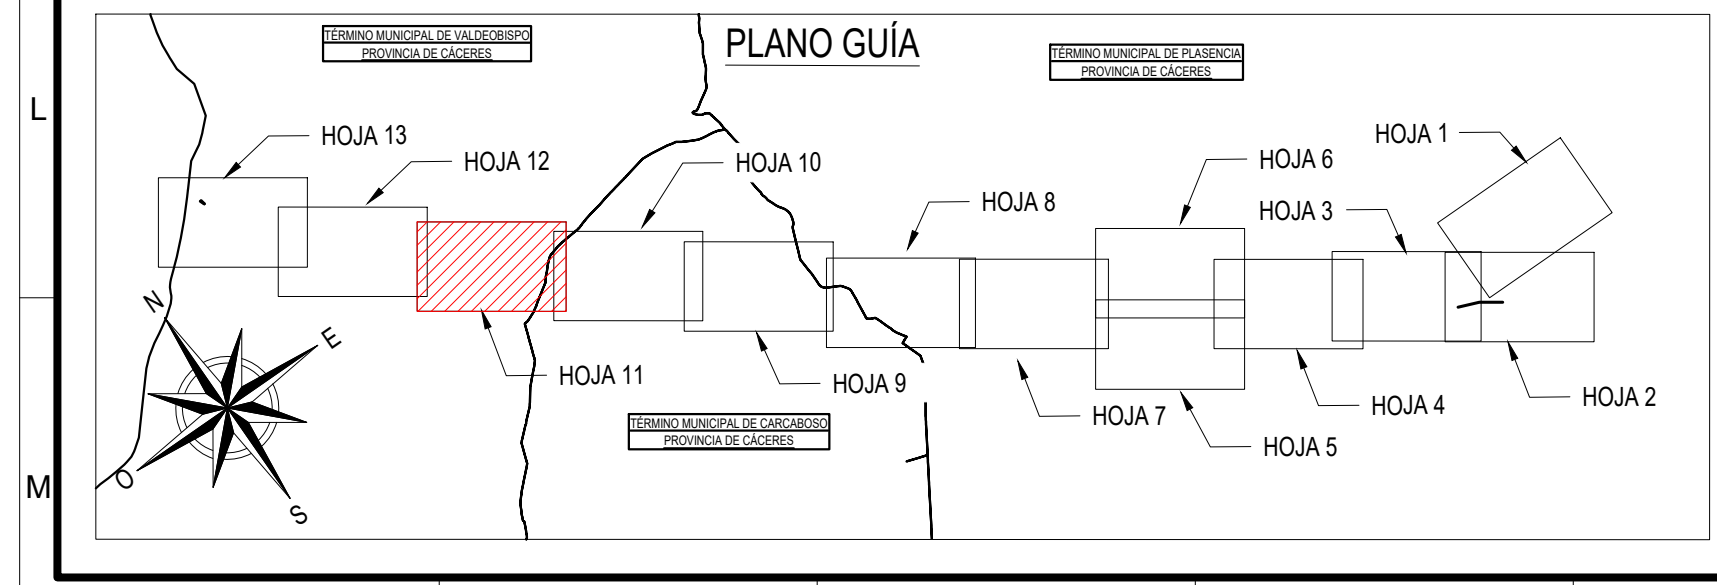 TÉRMINO MUNICIPAL DE VALDEOBISPO
PROVINCIA DE CÁCERES
PLANO GUÍA
TÉRMINO MUNICIPAL DE PLASENCIA
PROVINCIA DE CÁCERES
L
HOJA 13
HOJA 12
HOJA 10
HOJA 8
HOJA 6
HOJA 3
HOJA 1
N
E
O
S
HOJA 11
HOJA 9
HOJA 7
HOJA 5
HOJA 4
HOJA 2
TÉRMINO MUNICIPAL DE CARCABOSO
PROVINCIA DE CÁCERES
M